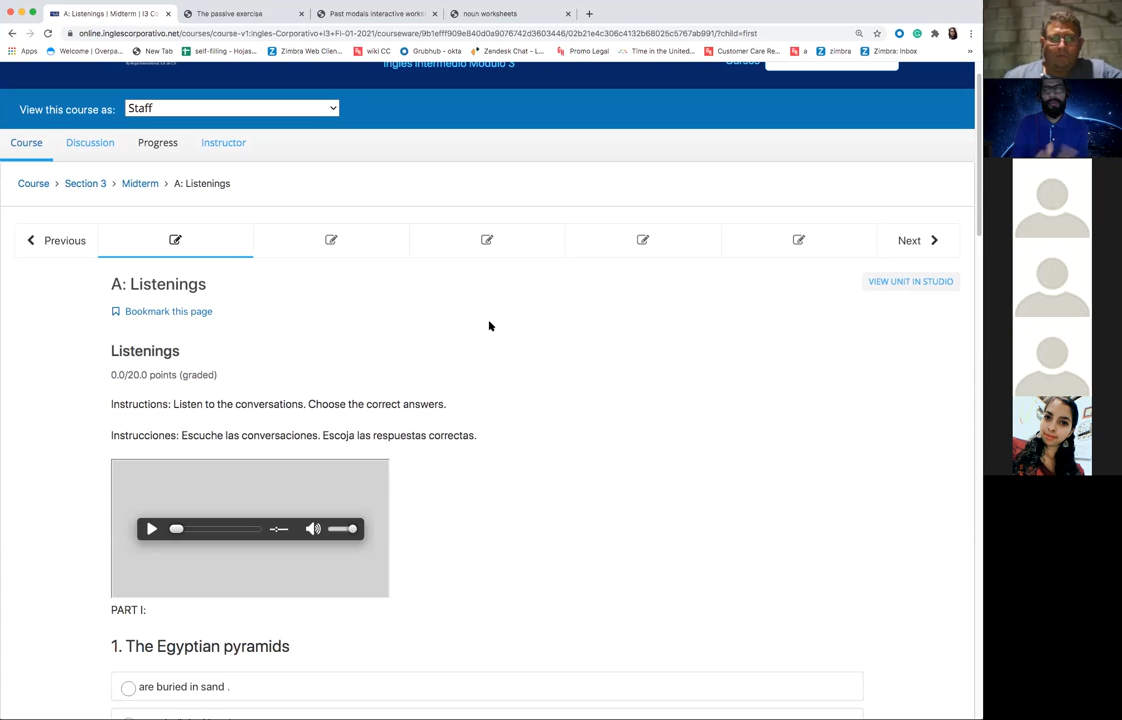 A: Listenings | Midterm | I3 Co
The passive exercise
Past modals interactive works
noun worksheets
online.inglescorporativo.net/courses/course-v1:ingles-Corporativo+I3+FI-01-2021/courseware/9b1efff909e840d0a9076742d3603446/02b21e4c306c4132b68025c5767ab991/?child=first
Apps
Welcome | Overpa...
New Tab
self-filling - Hojas...
Zimbra Web Clien...
wiki CC
Grubhub - okta
Zendesk Chat - L...
Promo Legal
Time in the United...
Customer Care Re...
a
zimbra
Zimbra: Inbox
»
Ingles Intermedio Modulo 3
View this course as:
Staff
Course
Discussion
Progress
Instructor
Course > Section 3 > Midterm > A: Listenings
Previous
Next
A: Listenings
VIEW UNIT IN STUDIO
Bookmark this page
Listenings
0.0/20.0 points (graded)
Instructions: Listen to the conversations. Choose the correct answers.
Instrucciones: Escuche las conversaciones. Escoja las respuestas correctas.
-:--
PART I:
1. The Egyptian pyramids
are buried in sand .